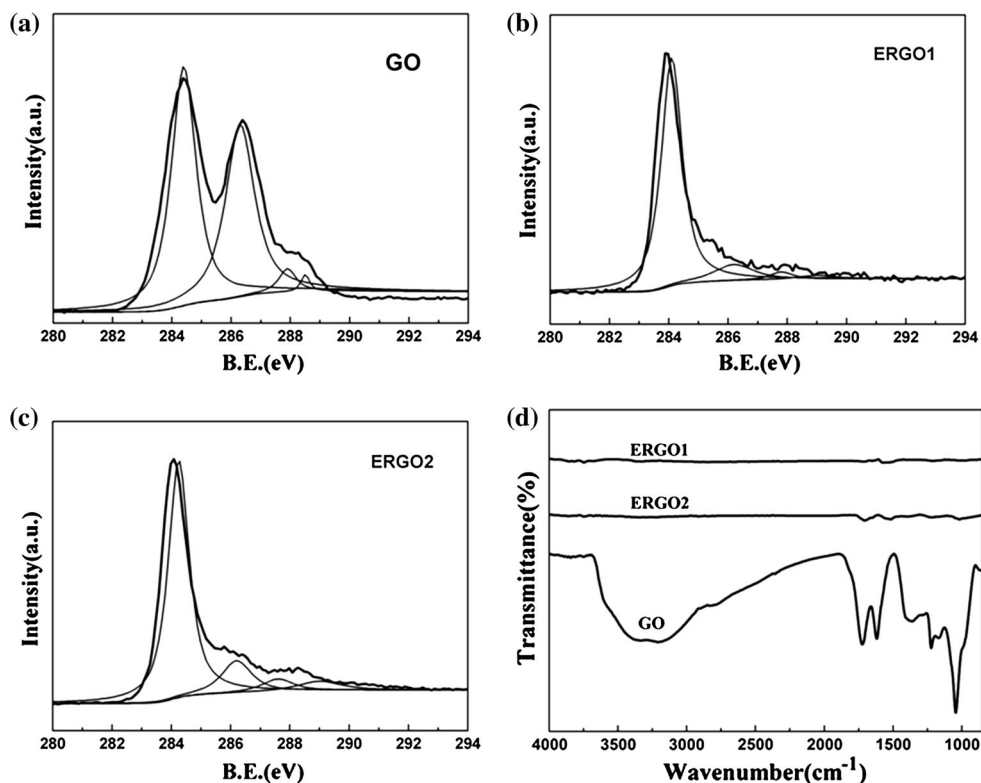 (a)
GO
Intensity(a.u.)
280 282 284 286 288 290 292 294
B.E.(eV)
(b)
ERGO1
Intensity(a.u.)
280 282 284 286 288 290 292 294
B.E.(eV)
(c)
ERGO2
Intensity(a.u.)
280 282 284 286 288 290 292 294
B.E.(eV)
(d)
ERGO1
ERGO2
GO
Transmittance(%)
4000 3500 3000 2500 2000 1500 1000
Wavenumber(cm⁻¹)